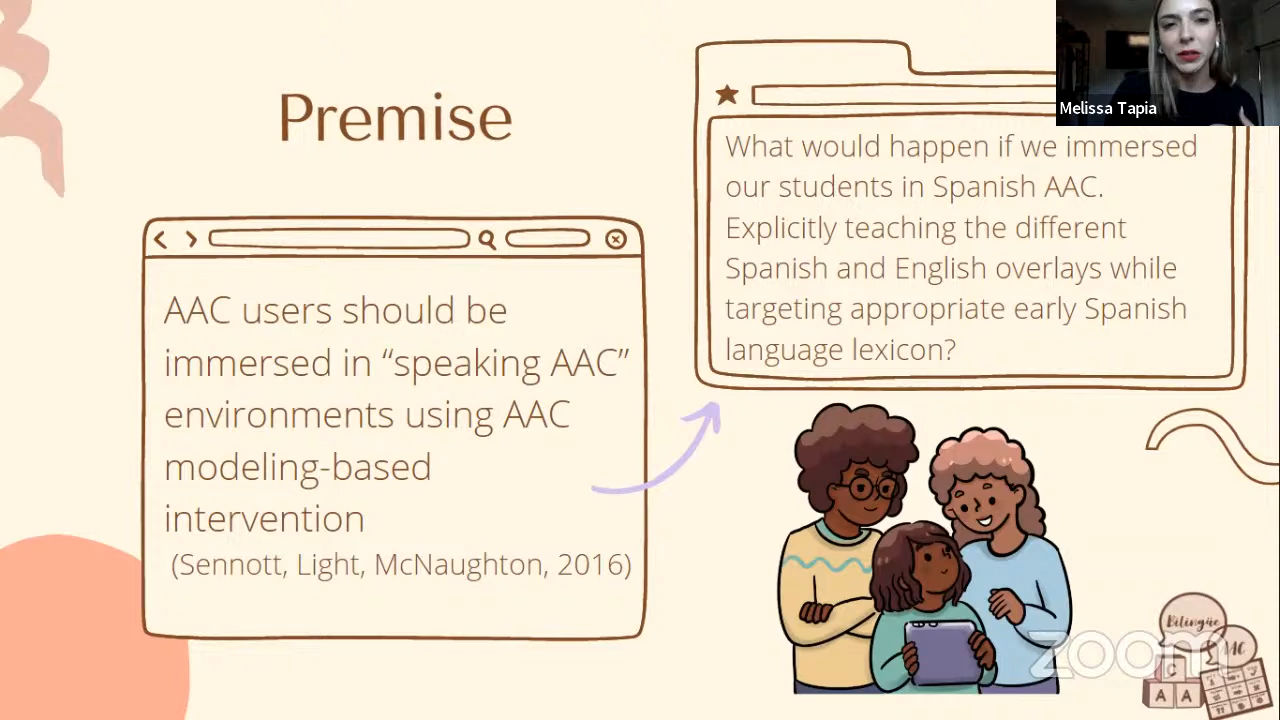 Premise
AAC users should be
immersed in “speaking AAC”
environments using AAC
modeling-based
intervention
(Sennott, Light, McNaughton, 2016)
Melissa Tapia
What would happen if we immersed
our students in Spanish AAC.
Explicitly teaching the different
Spanish and English overlays while
targeting appropriate early Spanish
language lexicon?
zoom
Bilingüe
C
A A